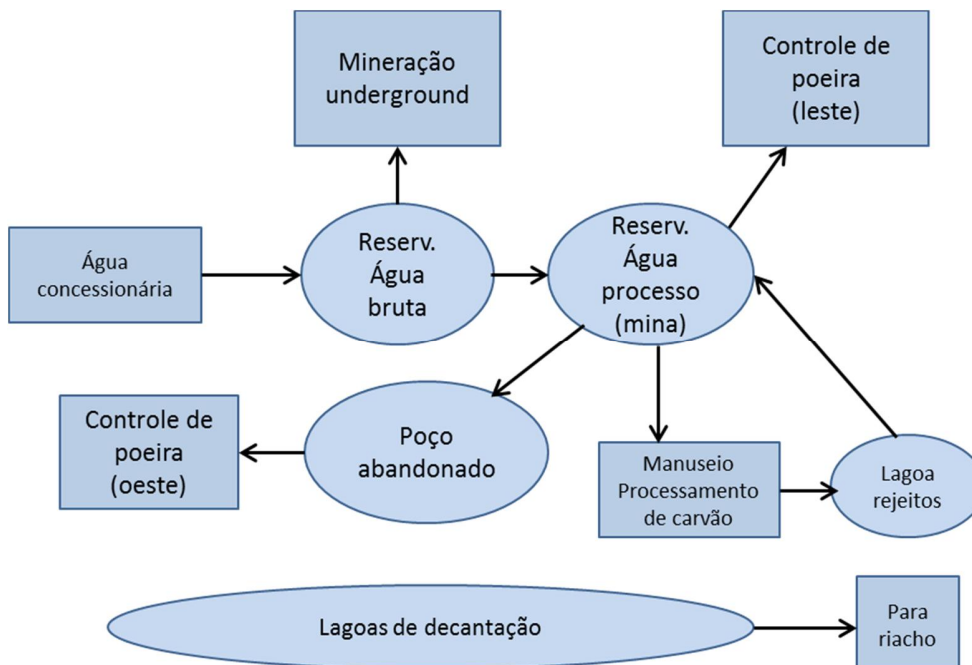 Mineração
underground
Controle de
poeira
(leste)
Água
concessionária
Reserv.
Água
bruta
Reserv.
Água
processo
(mina)
Controle de
poeira
(oeste)
Poço
abandonado
Manuseio
Processamento
de carvão
Lagoa
rejeitos
Lagoas de decantação
Para
riacho